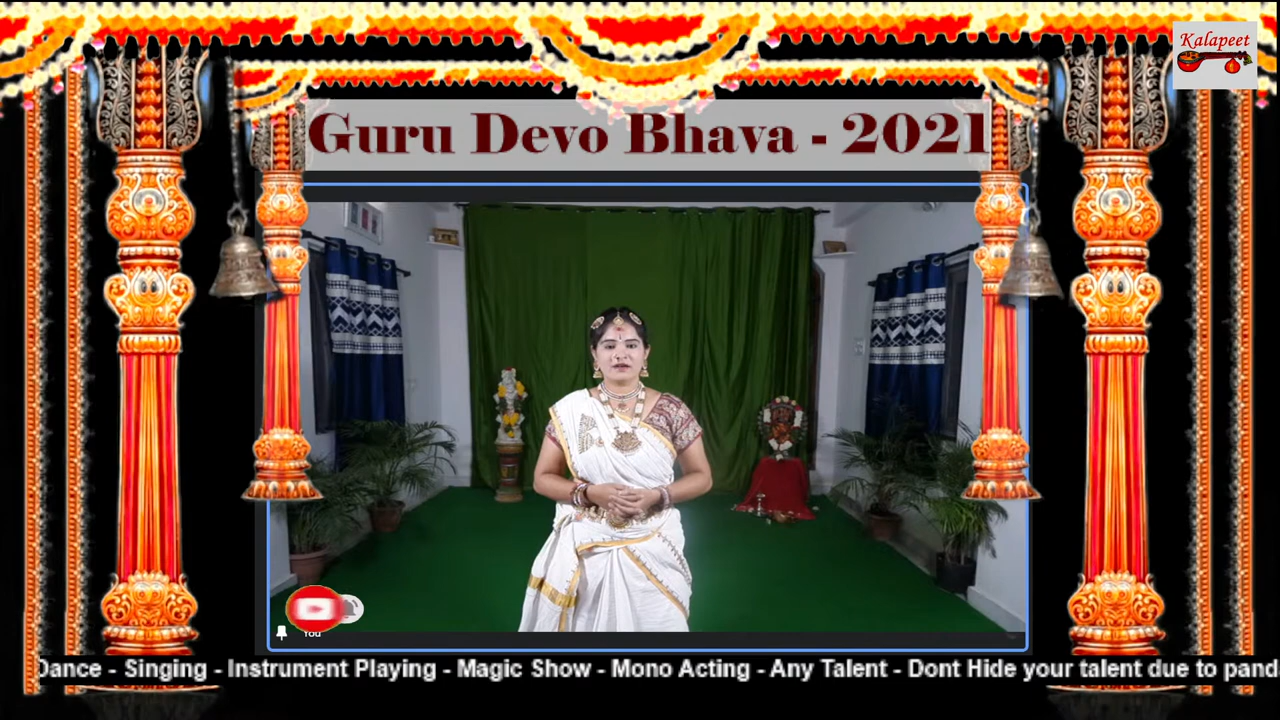 Kalapeet
Guru Devo Bhava - 2021
You
Dance - Singing - Instrument Playing - Magic Show - Mono Acting - Any Talent - Dont Hide your talent due to pand